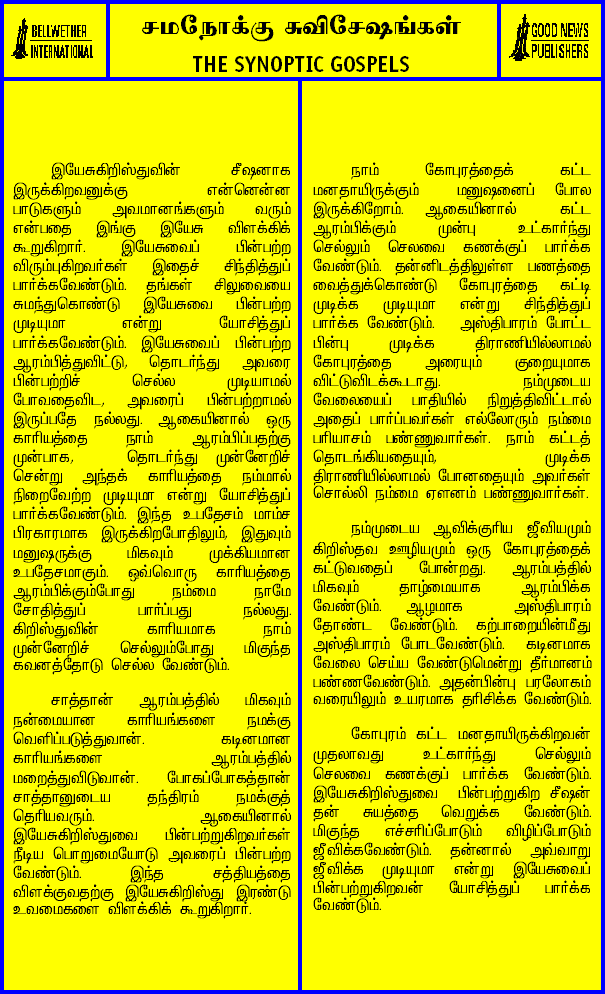 BELLWETHER
INTERNATIONAL
சமநோக்கு சுவிசேஷங்கள்
THE SYNOPTIC GOSPELS
GOOD NEWS
PUBLISHERS
இயேசுகிறிஸ்துவின் சீஷனாக
இருக்கிறவனுக்கு என்னென்ன
பாடுகளும் அவமானங்களும் வரும்
என்பதை இங்கு இயேசு விளக்கிக்
கூறுகிறார். இயேசுவைப் பின்பற்ற
விரும்புகிறவர்கள் இதைச் சிந்தித்துப்
பார்க்கவேண்டும். தங்கள் சிலுவையை
சுமந்துகொண்டு இயேசுவை பின்பற்ற
முடியுமா என்று யோசித்துப்
பார்க்கவேண்டும். இயேசுவைப் பின்பற்ற
ஆரம்பித்துவிட்டு, தொடர்ந்து அவரை
பின்பற்றிச் செல்ல முடியாமல்
போவதைவிட, அவரைப் பின்பற்றாமல்
இருப்பதே நல்லது. ஆகையினால் ஒரு
காரியத்தை நாம் ஆரம்பிப்பதற்கு
முன்பாக, தொடர்ந்து முன்னேறிச்
சென்று அந்தக் காரியத்தை நம்மால்
நிறைவேற்ற முடியுமா என்று யோசித்துப்
பார்க்கவேண்டும். இந்த உபதேசம் மாம்ச
பிரகாரமாக இருக்கிறபோதிலும், இதுவும்
மனுஷருக்கு மிகவும் முக்கியமான
உபதேசமாகும். ஒவ்வொரு காரியத்தை
ஆரம்பிக்கும்போது நம்மை நாமே
சோதித்துப் பார்ப்பது நல்லது.
கிறிஸ்துவின் காரியமாக நாம்
முன்னேறிச் செல்லும்போது மிகுந்த
கவனத்தோடு செல்ல வேண்டும்.
சாத்தான் ஆரம்பத்தில் மிகவும்
நன்மையான காரியங்களை நமக்கு
வெளிப்படுத்துவான். கடினமான
காரியங்களை ஆரம்பத்தில்
மறைத்துவிடுவான். போகப்போகத்தான்
சாத்தானுடைய தந்திரம் நமக்குத்
தெரியவரும். ஆகையினால்
இயேசுகிறிஸ்துவை பின்பற்றுகிறவர்கள்
நீடிய பொறுமையோடு அவரைப் பின்பற்ற
வேண்டும். இந்த சத்தியத்தை
விளக்குவதற்கு இயேசுகிறிஸ்து இரண்டு
உவமைகளை விளக்கிக் கூறுகிறார்.
நாம் கோபுரத்தைக் கட்ட
மனதாயிருக்கும் மனுஷனைப் போல
இருக்கிறோம். ஆகையினால் கட்ட
ஆரம்பிக்கும் முன்பு உட்கார்ந்து
செல்லும் செலவை கணக்குப் பார்க்க
வேண்டும். தன்னிடத்திலுள்ள பணத்தை
வைத்துக்கொண்டு கோபுரத்தை கட்டி
முடிக்க முடியுமா என்று சிந்தித்துப்
பார்க்க வேண்டும். அஸ்திபாரம் போட்ட
பின்பு முடிக்க திராணியில்லாமல்
கோபுரத்தை அரையும் குறையுமாக
விட்டுவிடக்கூடாது. நம்முடைய
வேலையைப் பாதியில் நிறுத்திவிட்டால்
அதைப் பார்ப்பவர்கள் எல்லோரும் நம்மை
பரியாசம் பண்ணுவார்கள். நாம் கட்டத்
தொடங்கியதையும், முடிக்க
திராணியில்லாமல் போனதையும் அவர்கள்
சொல்லி நம்மை ஏளனம் பண்ணுவார்கள்.
நம்முடைய ஆவிக்குரிய ஜீவியமும்
கிறிஸ்தவ ஊழியமும் ஒரு கோபுரத்தைக்
கட்டுவதைப் போன்றது. ஆரம்பத்தில்
மிகவும் தாழ்மையாக ஆரம்பிக்க
வேண்டும். ஆழமாக அஸ்திபாரம்
தோண்ட வேண்டும். கற்பாறையின்மீது
அஸ்திபாரம் போடவேண்டும். கடினமாக
வேலை செய்ய வேண்டுமென்று தீர்மானம்
பண்ணவேண்டும். அதன்பின்பு பரலோகம்
வரையிலும் உயரமாக தரிசிக்க வேண்டும்.
கோபுரம் கட்ட மனதாயிருக்கிறவன்
முதலாவது உட்கார்ந்து செல்லும்
செலவை கணக்குப் பார்க்க வேண்டும்.
இயேசுகிறிஸ்துவை பின்பற்றுகிற சீஷன்
தன் சுயத்தை வெறுக்க வேண்டும்.
மிகுந்த எச்சரிப்போடும் விழிப்போடும்
ஜீவிக்கவேண்டும். தன்னால் அவ்வாறு
ஜீவிக்க முடியுமா என்று இயேசுவைப்
பின்பற்றுகிறவன் யோசித்துப் பார்க்க
வேண்டும்.